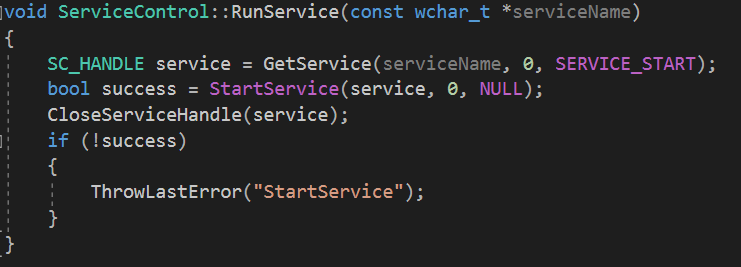 void ServiceControl::RunService(const wchar_t *serviceName)
{
    SC_HANDLE service = GetService(serviceName, 0, SERVICE_START);
    bool success = StartService(service, 0, NULL);
    CloseServiceHandle(service);
    if (!success)
    {
        ThrowLastError("StartService");
    }
}